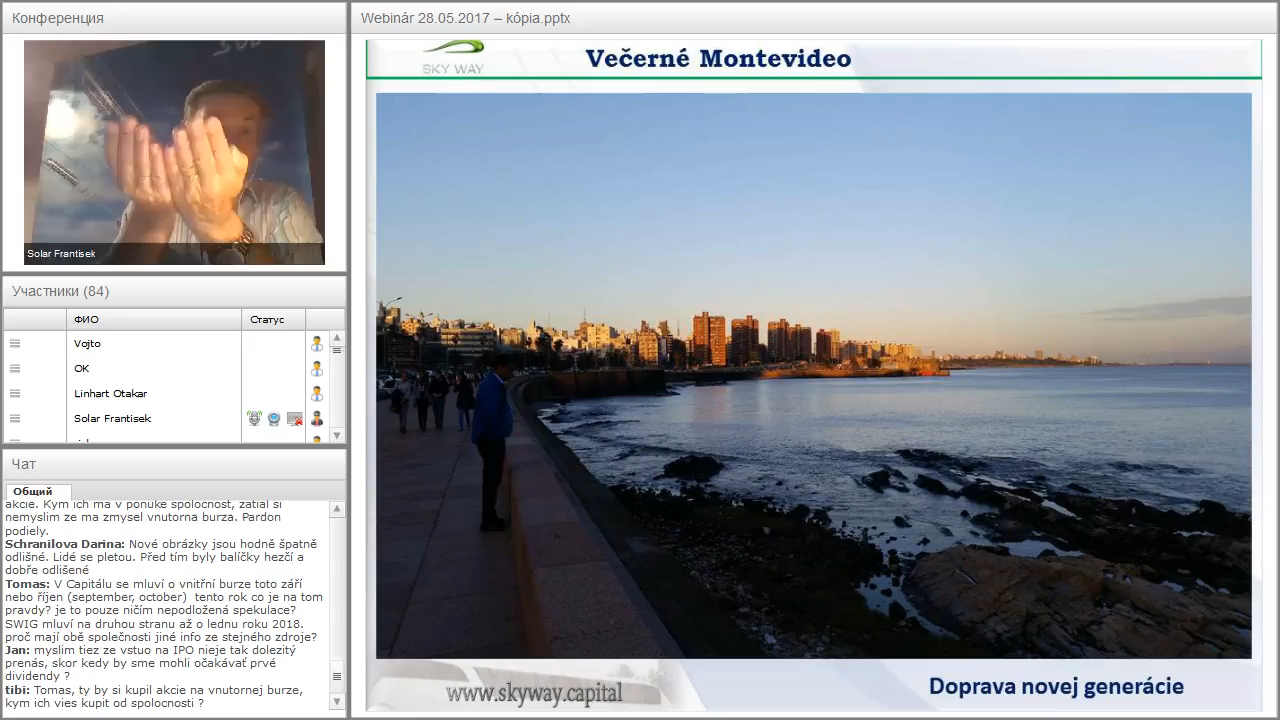 Конференция
Solar Frantisek
Участники (84)
ФИО
Статус
Vojto
OK
Linhart Otakar
Solar Frantisek
Чат
Общий
akcie. Kym ich ma v ponuke spolocnost, zatial si
nemyslim ze ma zmysel vnutorna burza. Pardon
podiely.
Schranilova Darina: Nové obrázky jsou hodně špatně
odlišné. Lidé se pletou. Před tím byly balíčky hezčí a
dobře odlišené
Tomas: V Capitálu se mluví o vnitřní burze toto září
nebo říjen (september, october) tento rok co je na tom
pravdy? je to pouze ničím nepodložená spekulace?
SWIG mluví na druhou stranu až o lednu roku 2018.
proč mají obě společnosti jiné info ze stejného zdroje?
Jan: myslim tiez ze vstuo na IPO nieje tak dolezitý
prenás, skor kedy by sme mohli očakávať prvé
dividendy ?
tibi: Tomas, ty by si kupil akcie na vnutornej burze,
kym ich vies kupit od spolocnosti ?
Webinár 28.05.2017 – kópia.pptx
SKY WAY
Večerné Montevideo
www.skyway.capital
Doprava novej generácie